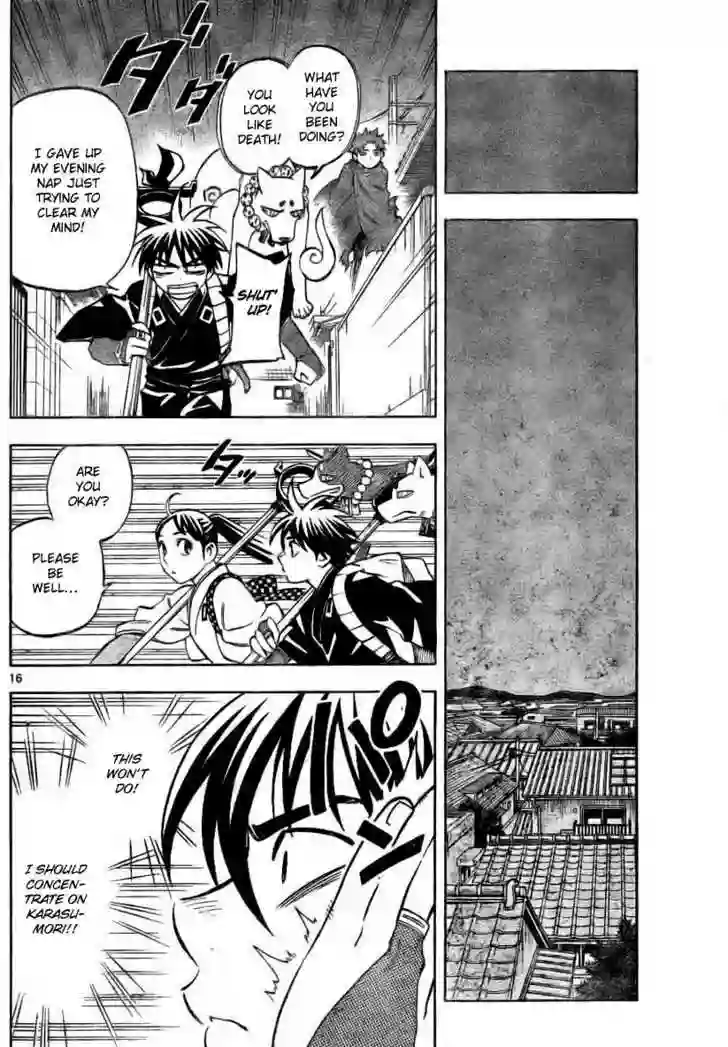 WHAT
HAVE
YOU
BEEN
DOING?
YOU
LOOK
LIKE
DEATH!
ダダダ
I GAVE UP
MY EVENING
NAP JUST
TRYING TO
CLEAR MY
MIND!
SHUT
UP!
ARE
YOU
OKAY?
PLEASE
BE
WELL...
タッ
16
THIS
WON'T
DO!
I SHOULD
CONCEN-
TRATE ON
KARASU-
MORI!!